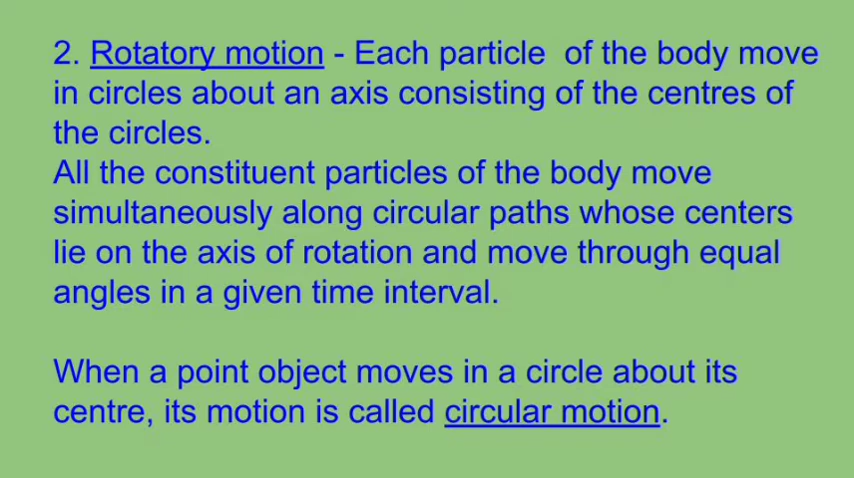 2. Rotatory motion - Each particle  of the body move
in circles about an axis consisting of the centres of
the circles.
All the constituent particles of the body move
simultaneously along circular paths whose centers
lie on the axis of rotation and move through equal
angles in a given time interval.
When a point object moves in a circle about its
centre, its motion is called circular motion.